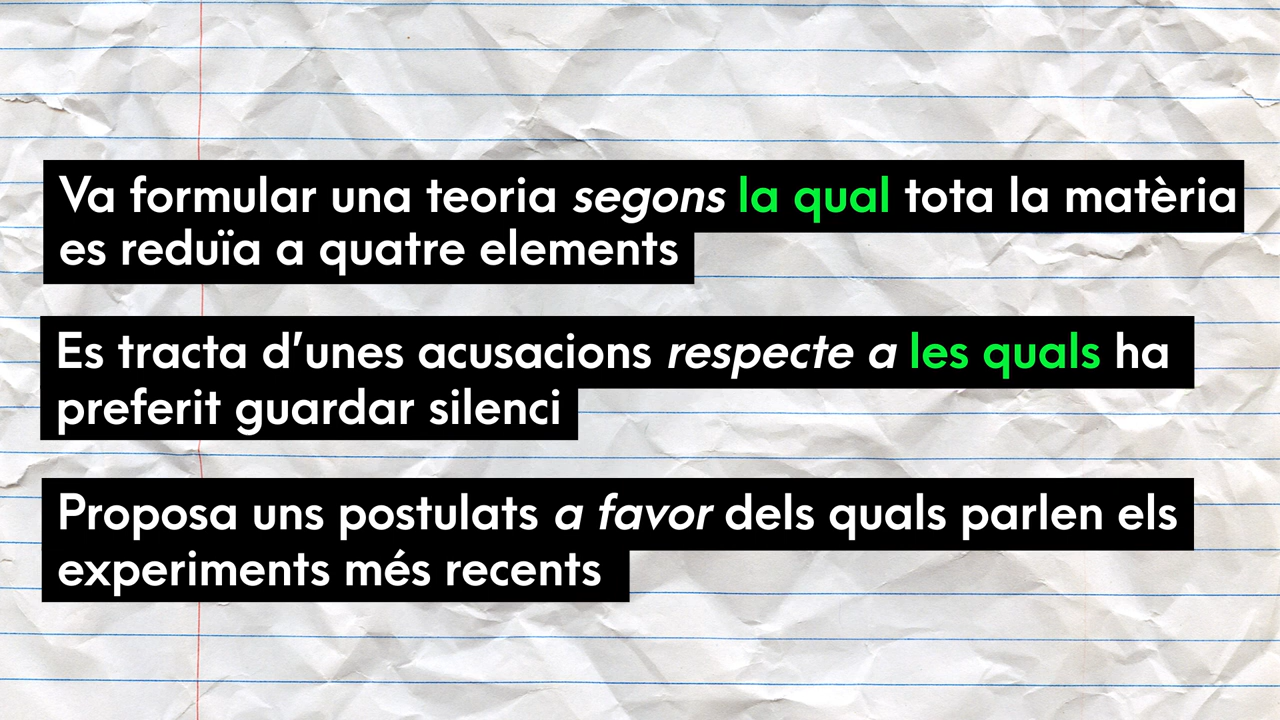 Va formular una teoria segons la qual tota la matèria
es reduïa a quatre elements
Es tracta d’unes acusacions respecte a les quals ha
preferit guardar silenci
Proposa uns postulats a favor dels quals parlen els
experiments més recents